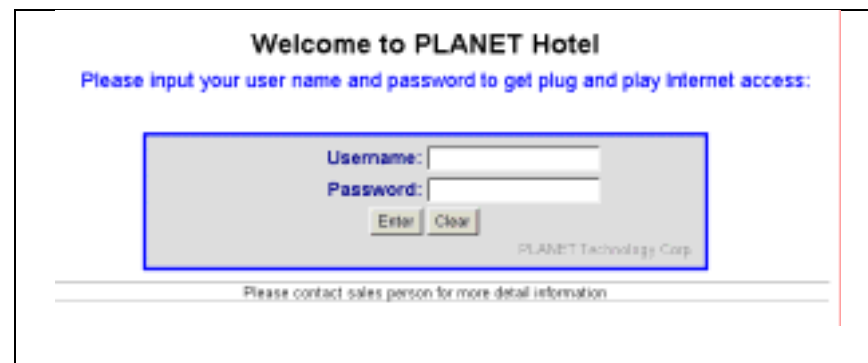 Welcome to PLANET Hotel
Please input your user name and password to get plug and play Internet access:
Username:
Password:
Enter Clear
PLANET Technology Corp.
Please contact sales person for more detail information